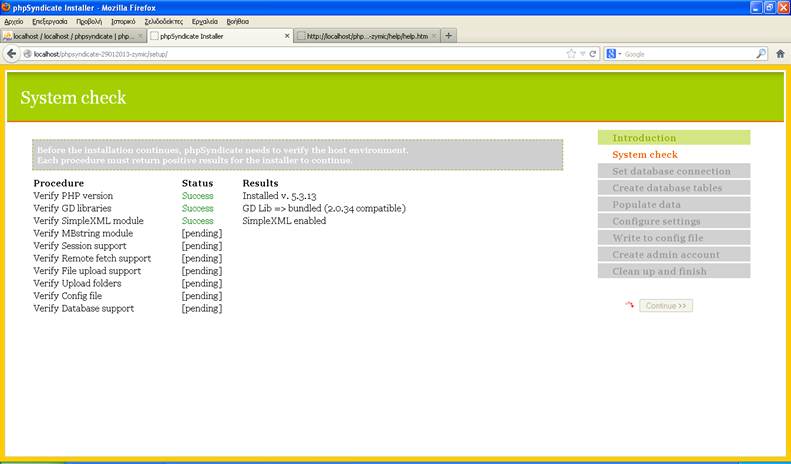 phpSyndicate Installer - Mozilla Firefox
Αρχείο Επεξεργασία Προβολή Ιστορικό Σελιδοδείκτες Εργαλεία Βοήθεια
localhost / localhost / phpsyndicate | php... × phpSyndicate Installer × http://localhost/php...-zymic/help/help.htm × +
localhost/phpsyndicate-29012013-zymic/setup/ Google
System check
Before the installation continues, phpSyndicate needs to verify the host environment.
Each procedure must return positive results for the installer to continue.
Procedure Status Results
Verify PHP version Success Installed v. 5.3.13
Verify GD libraries Success GD Lib => bundled (2.0.34 compatible)
Verify SimpleXML module Success SimpleXML enabled
Verify MBstring module [pending]
Verify Session support [pending]
Verify Remote fetch support [pending]
Verify File upload support [pending]
Verify Upload folders [pending]
Verify Config file [pending]
Verify Database support [pending]
Introduction
System check
Set database connection
Create database tables
Populate data
Configure settings
Write to config file
Create admin account
Clean up and finish
Continue >>